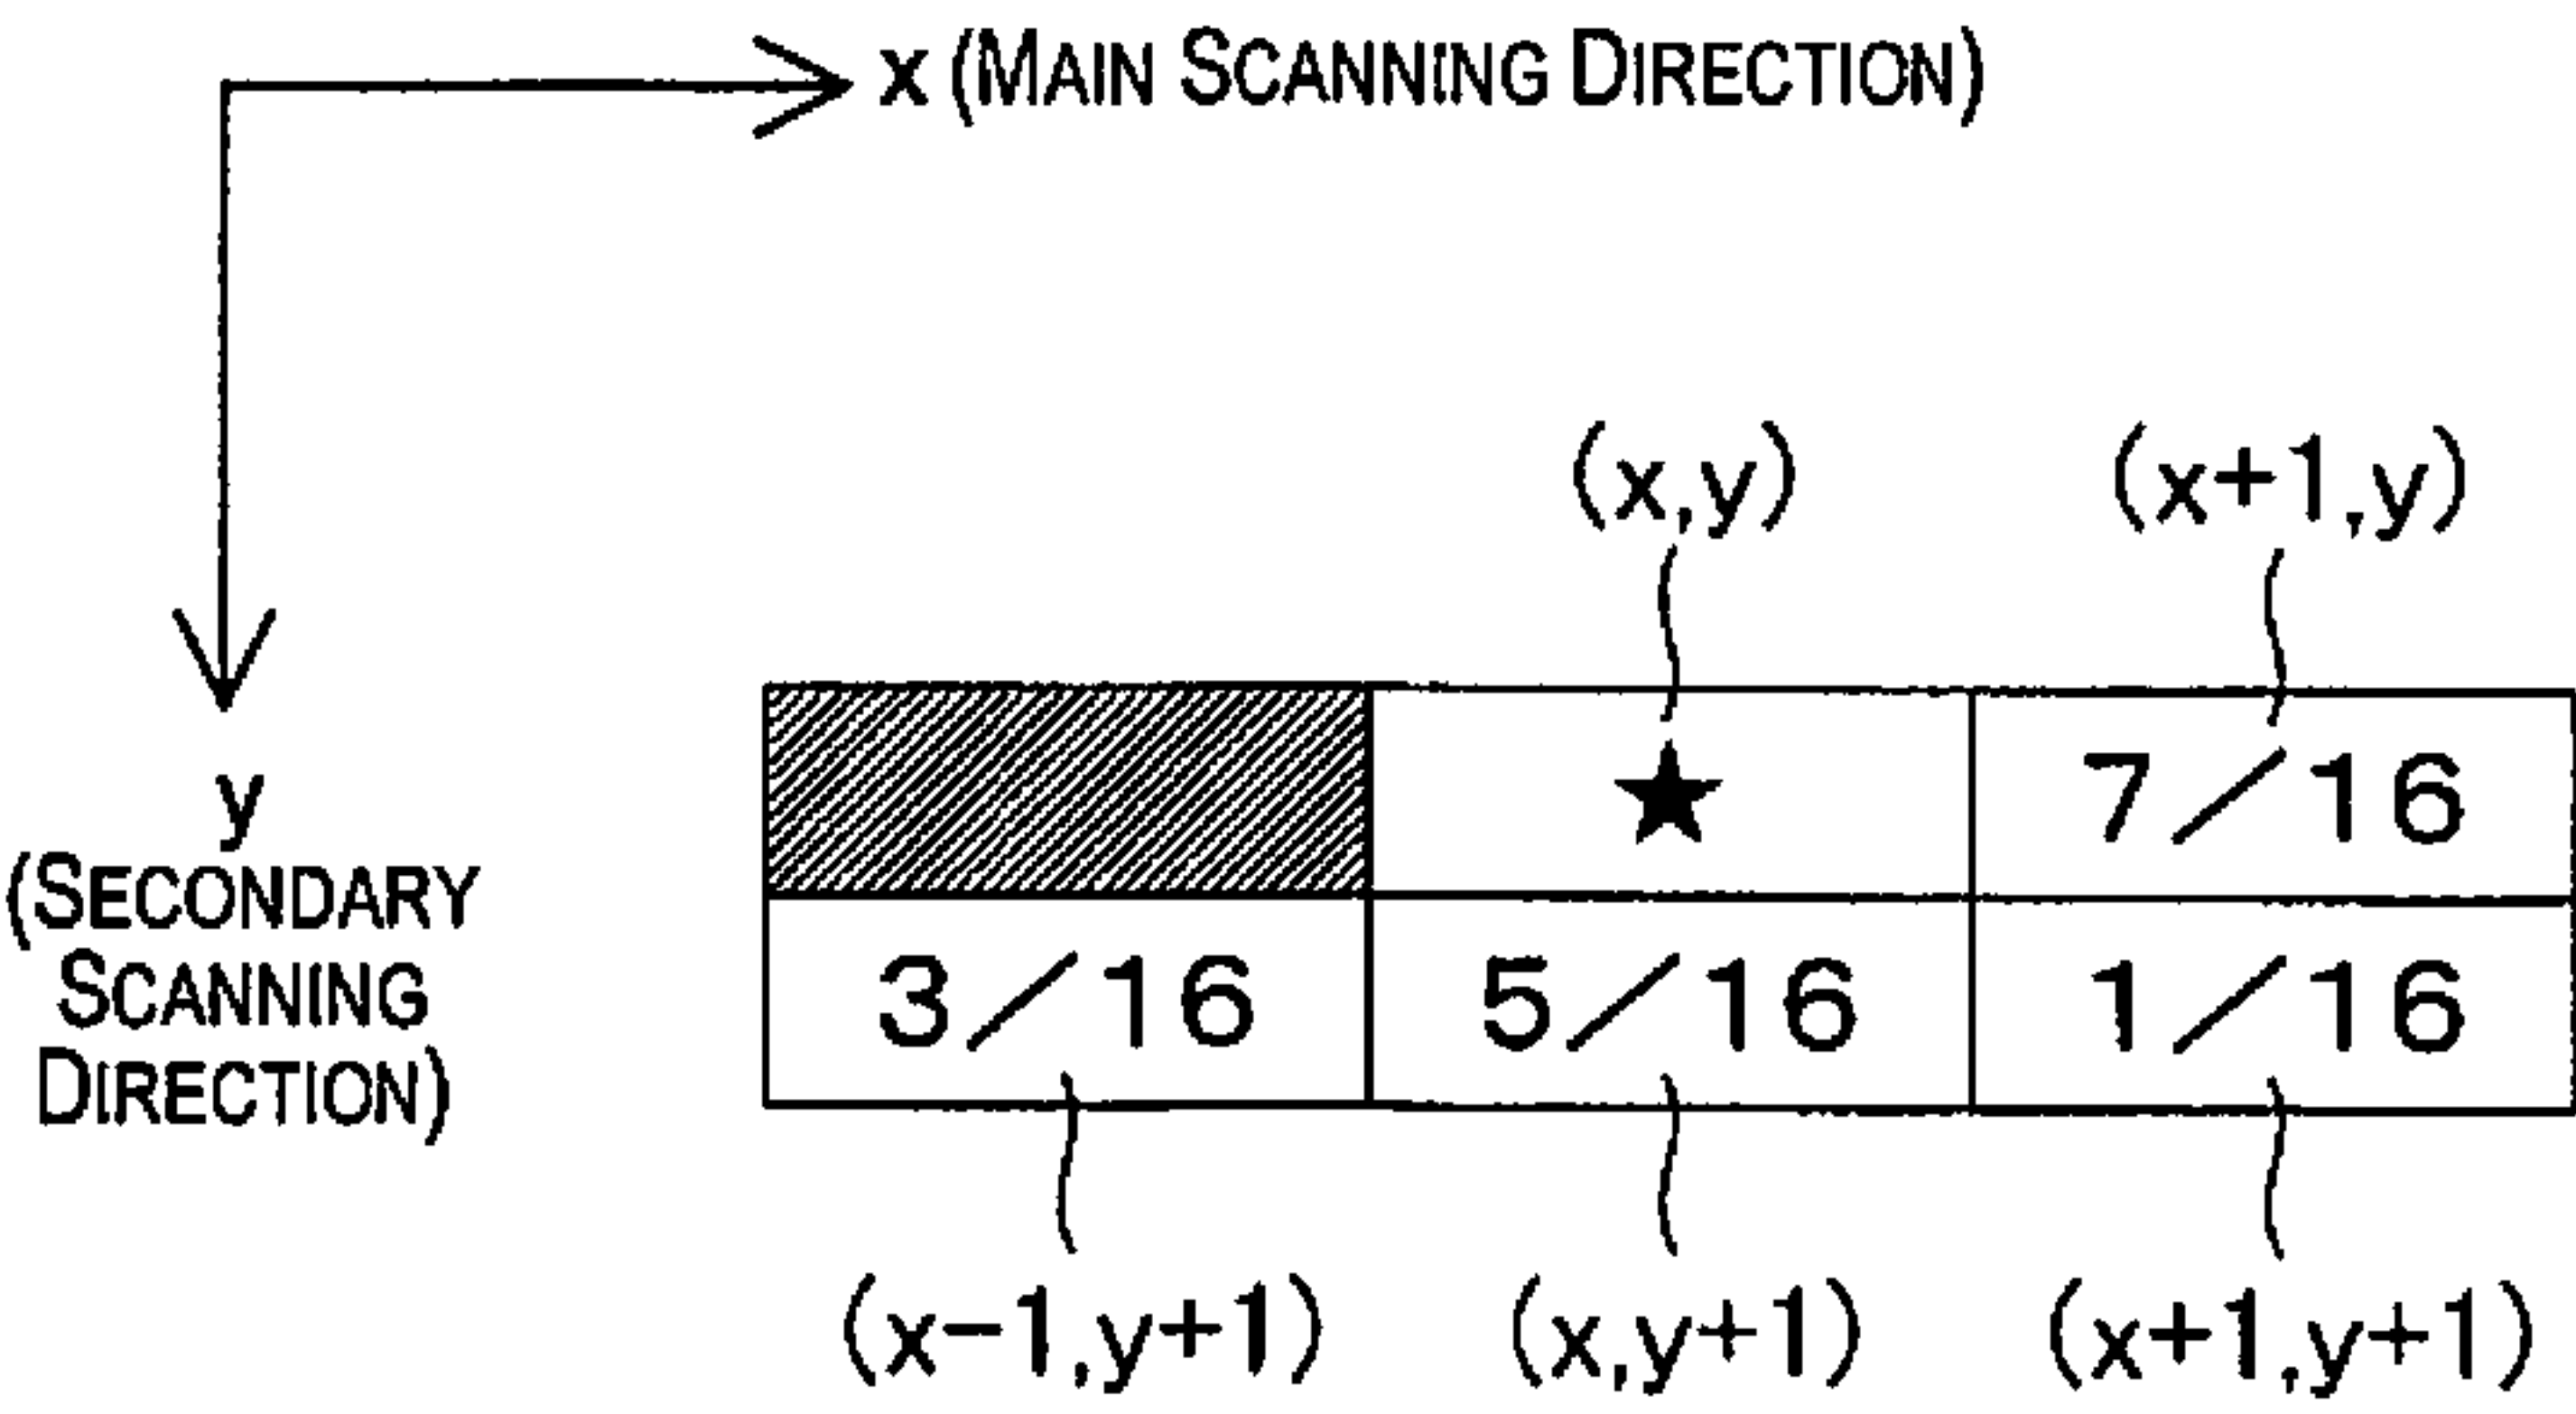 x (MAIN SCANNING DIRECTION)
(x,y) (x+1,y)
★ 7/16
y
(SECONDARY
SCANNING
DIRECTION)
3/16 5/16 1/16
(x-1,y+1) (x,y+1) (x+1,y+1)